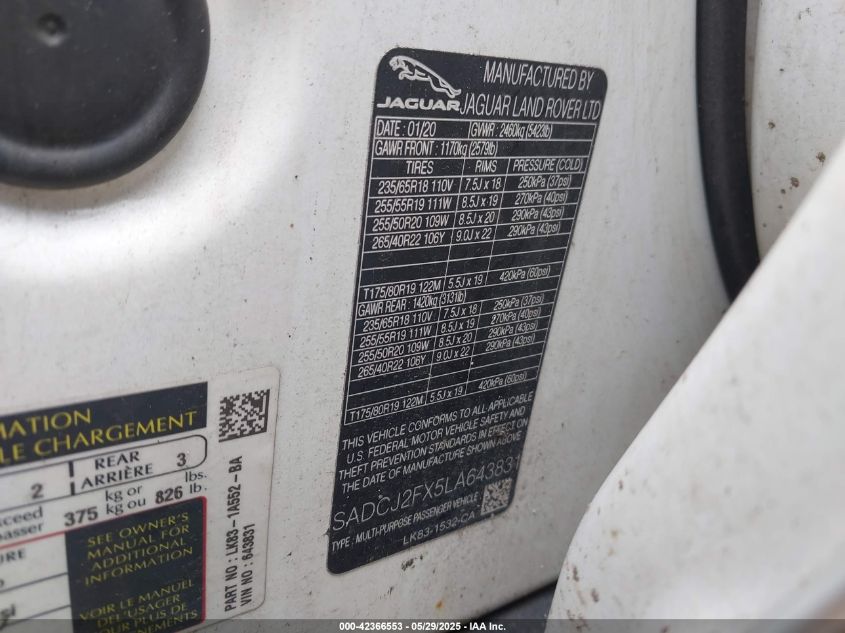 JAGUAR
MANUFACTURED BY
JAGUAR LAND ROVER LTD
DATE : 01/20 GVWR : 2460kg (5423lb)
GAWR FRONT : 1170kg (2579lb)
TIRES RIMS PRESSURE (COLD)
235/65R18 110V 7.5J x 18 250kPa (37psi)
255/55R19 111W 8.5J x 19 270kPa (40psi)
255/50R20 109W 8.5J x 20 290kPa (43psi)
265/40R22 106Y 9.0J x 22 290kPa (43psi)
T175/80R19 122M 5.5J x 19 420kPa (60psi)
GAWR REAR : 1420kg (3131lb)
235/65R18 110V 7.5J x 18 250kPa (37psi)
255/55R19 111W 8.5J x 19 270kPa (40psi)
255/50R20 109W 8.5J x 20 290kPa (43psi)
265/40R22 106Y 9.0J x 22 290kPa (43psi)
T175/80R19 122M 5.5J x 19 420kPa (60psi)
THIS VEHICLE CONFORMS TO ALL APPLICABLE
U.S. FEDERAL MOTOR VEHICLE SAFETY AND
THEFT PREVENTION STANDARDS IN EFFECT ON
THE DATE OF MANUFACTURE SHOWN ABOVE
SADCJ2FX5LA643831
TYPE : MULTI-PURPOSE PASSENGER VEHICLE
LK83-1532-CA
MATION
LE CHARGEMENT
2 REAR 3
ARRIÈRE
xceed kg or lbs.
passer 375 kg ou 826 lb.
URE
SEE OWNER'S
MANUAL FOR
ADDITIONAL
INFORMATION
VOIR LE MANUEL
DE L'USAGER
POUR PLUS DE
PART NO : LK83-1A552-BA
VIN NO : 643831
000-42366553 — 05/29/2025 - IAA Inc.